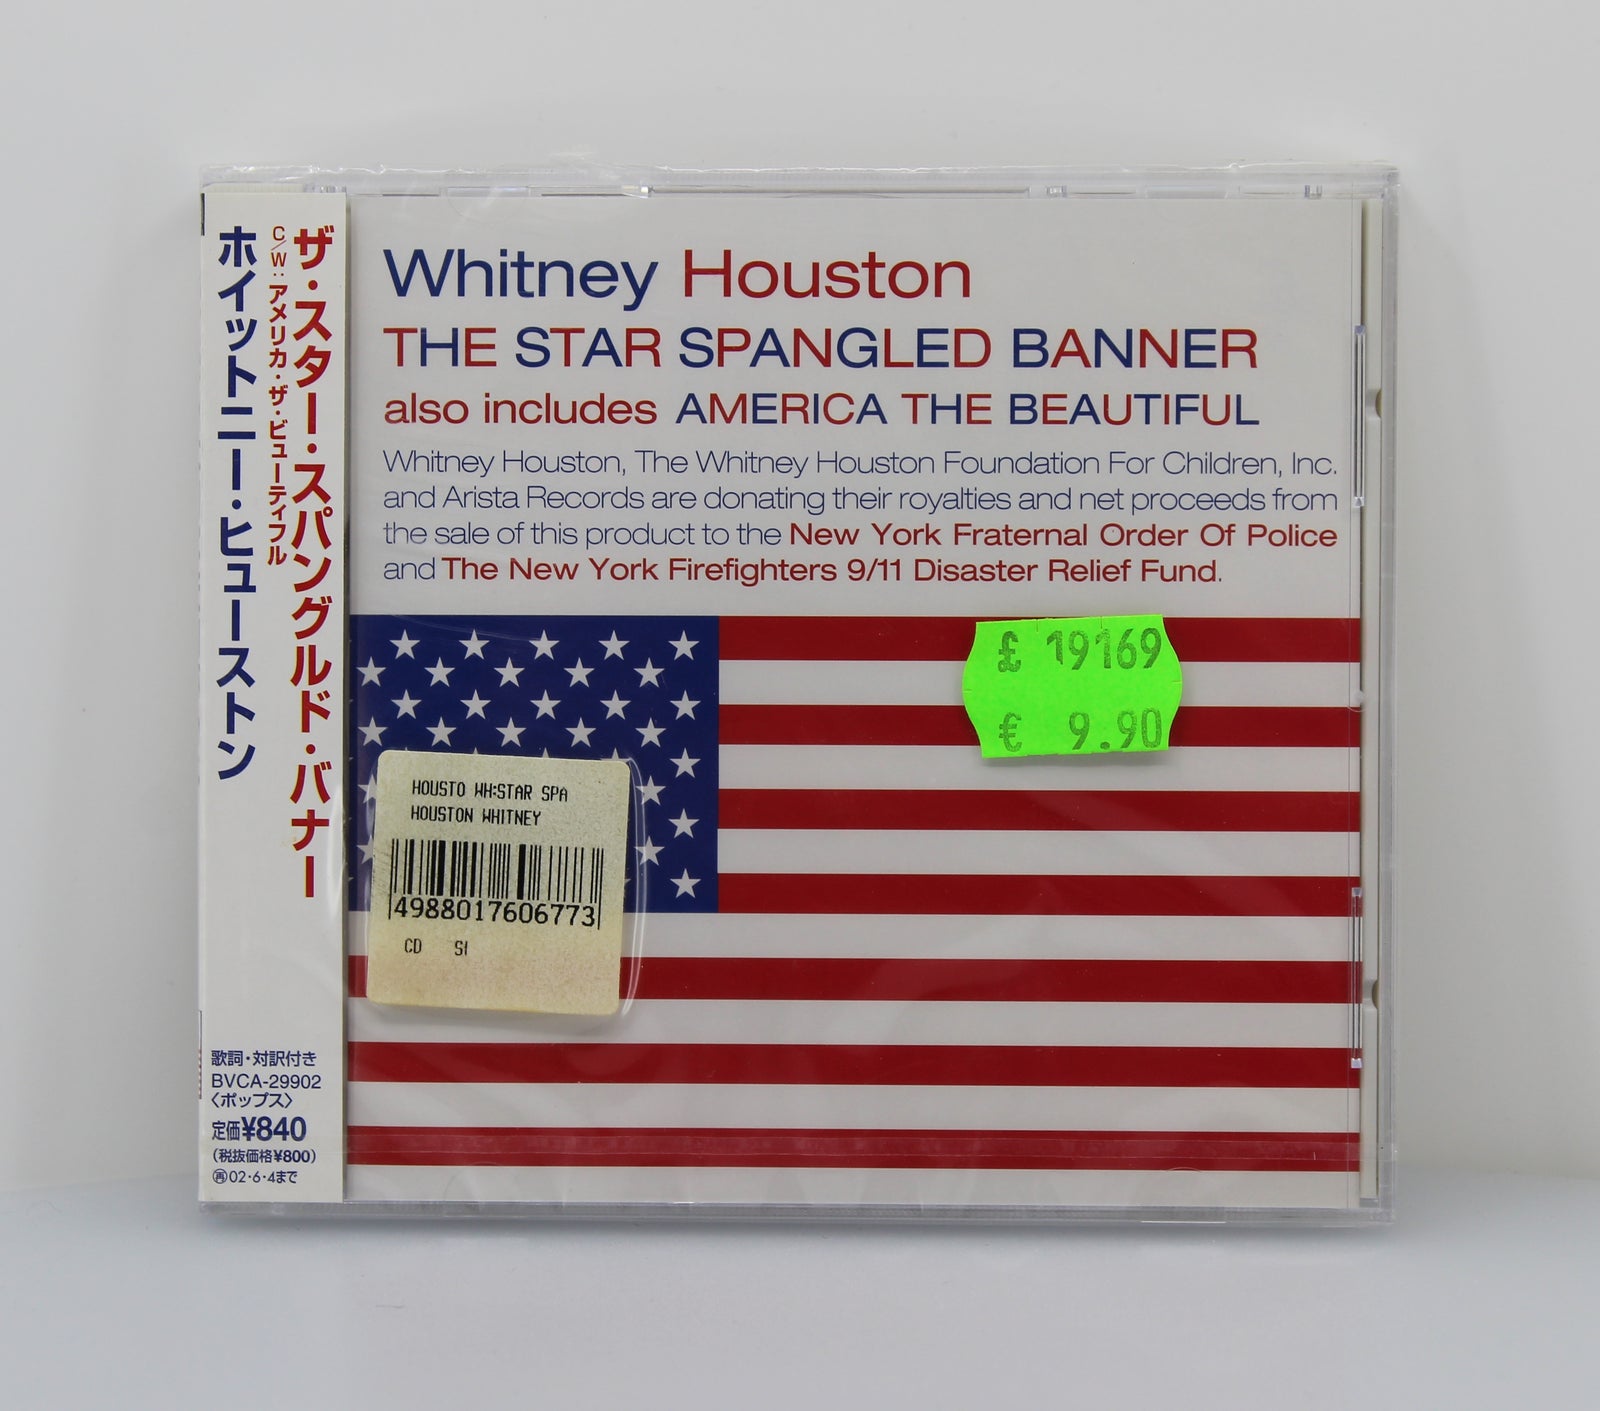 ザ・スター・スパングルド・バナー
C/W:アメリカ・ザ・ビューティフル
ホイットニー・ヒューストン
歌詞・対訳付き
BVCA-29902
〈ポップス〉
定価¥840
(税抜価格¥800)
再02・6・4まで
Whitney Houston
THE STAR SPANGLED BANNER
also includes AMERICA THE BEAUTIFUL
Whitney Houston, The Whitney Houston Foundation For Children, Inc.
and Arista Records are donating their royalties and net proceeds from
the sale of this product to the New York Fraternal Order Of Police
and The New York Firefighters 9/11 Disaster Relief Fund.
£ 19169
€ 9.90
HOUSTO WH:STAR SPA
HOUSTON WHITNEY
4988017606773
CD SI